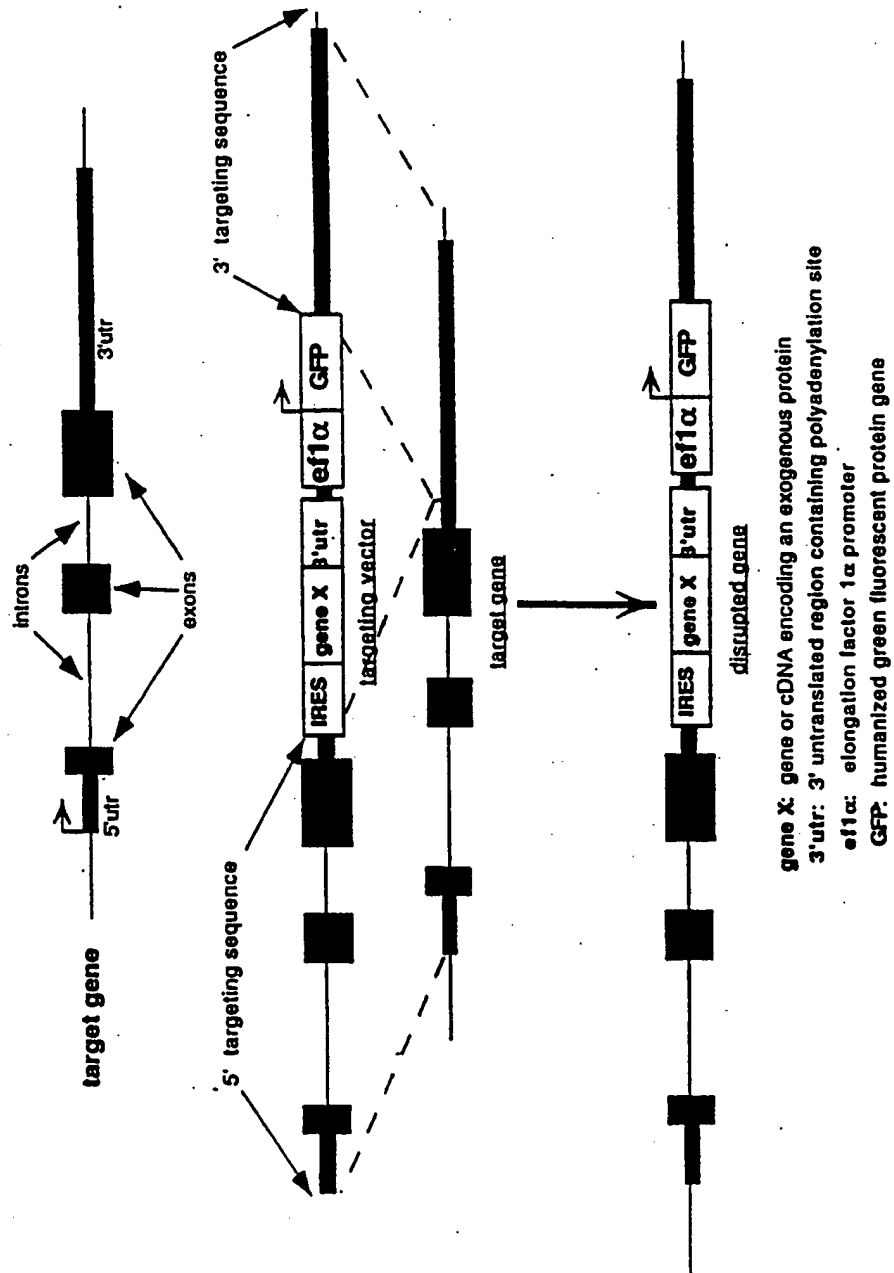 target gene
5'utr
introns
exons
3'utr
5' targeting sequence
3' targeting sequence
IRES
gene X
3'utr
ef1α
GFP
targeting vector
target gene
IRES
gene X
3'utr
ef1α
GFP
disrupted gene
gene X: gene or cDNA encoding an exogenous protein
3'utr: 3' untranslated region containing polyadenylation site
ef1α: elongation factor 1α promoter
GFP: humanized green fluorescent protein gene